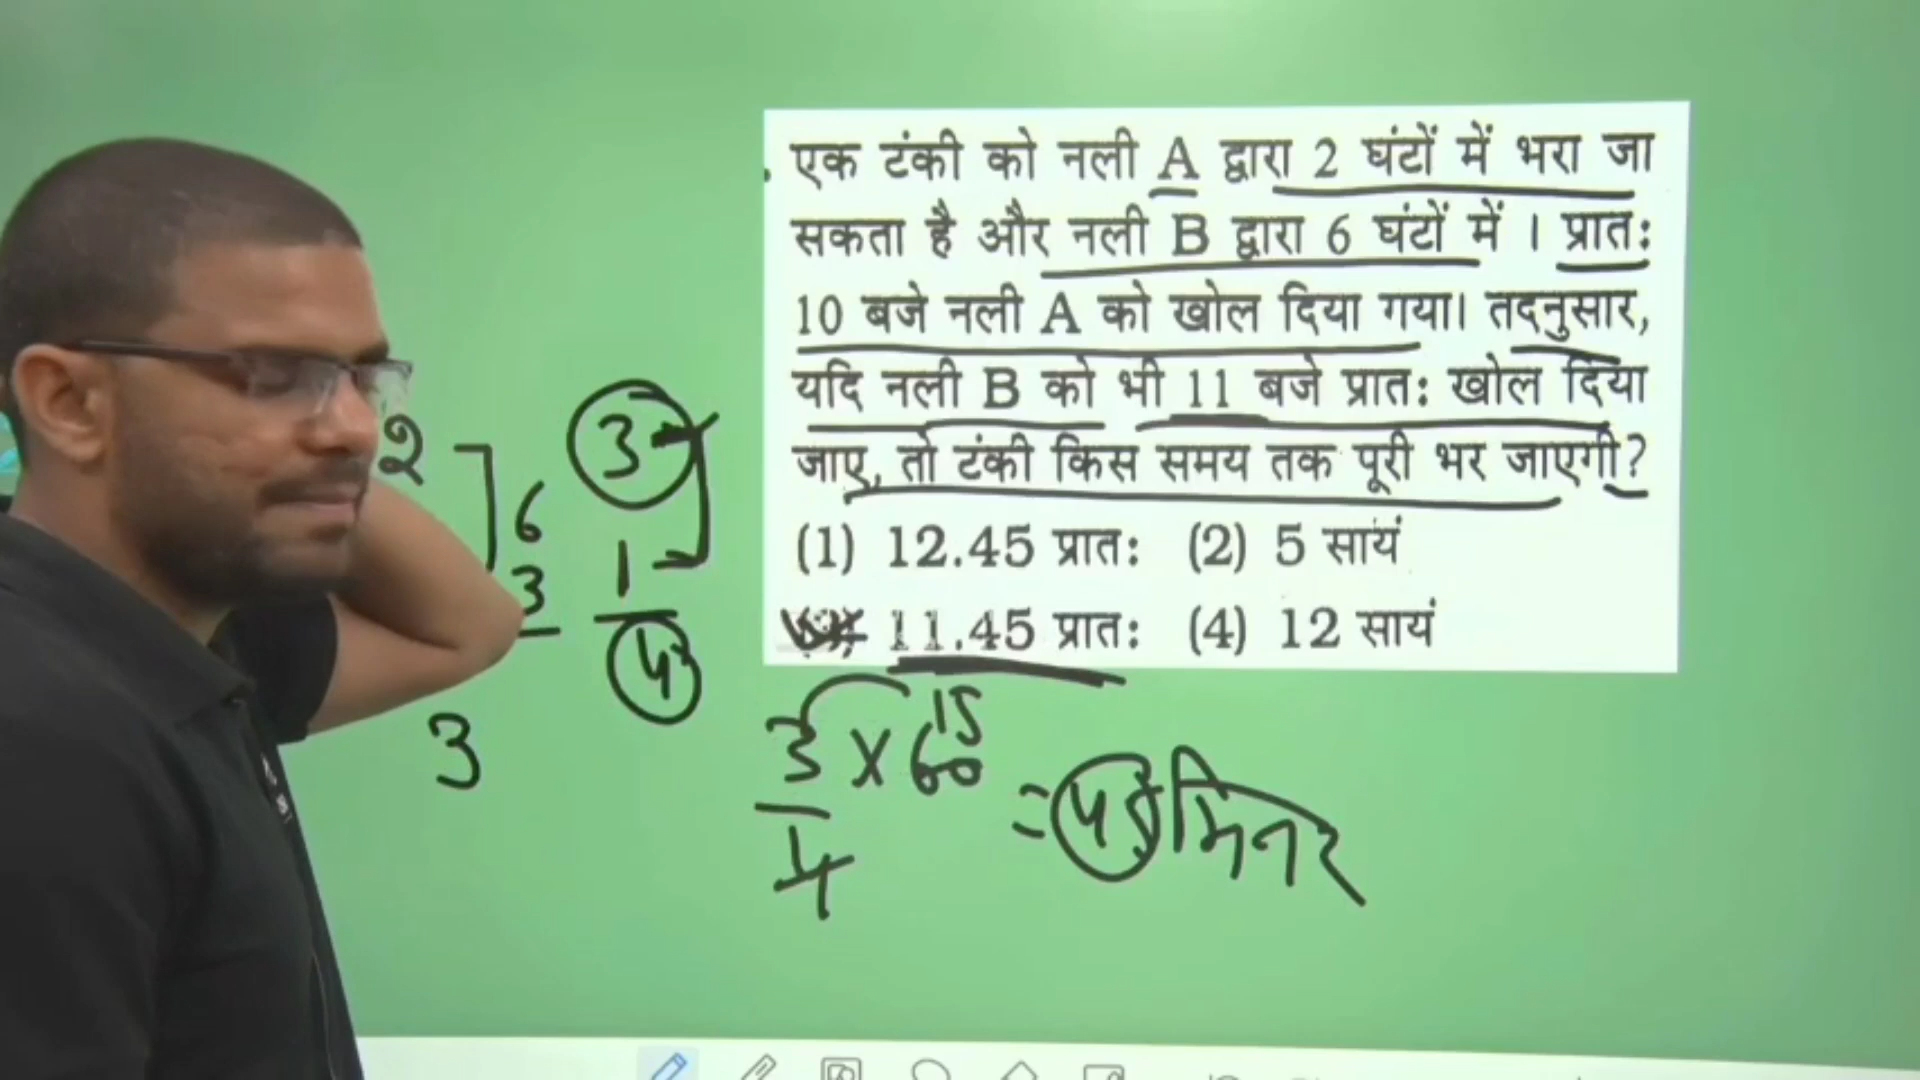 एक टंकी को नली A द्वारा 2 घंटों में भरा जा
सकता है और नली B द्वारा 6 घंटों में । प्रातः
10 बजे नली A को खोल दिया गया। तदनुसार,
यदि नली B को भी 11 बजे प्रातः खोल दिया
जाए, तो टंकी किस समय तक पूरी भर जाएगी?
(1) 12.45 प्रातः (2) 5 सायं
11.45 प्रातः (4) 12 सायं
2
6
3
3
1
4
3
3
4
× 60
15
= 45 मिनट